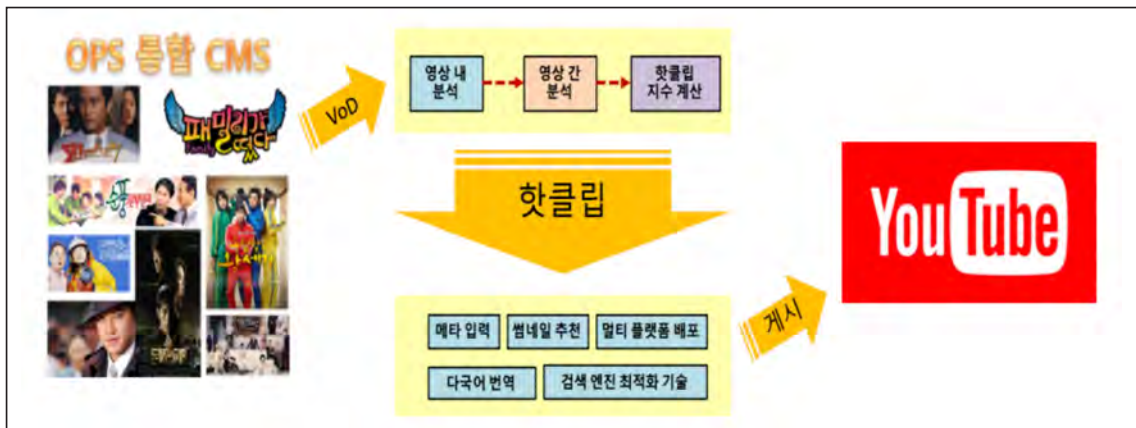 OPS 통합 CMS
패밀리가
Family
떴다
순풍
VoD
영상 내
분석
영상 간
분석
핫클립
지수 계산
핫클립
메타 입력
썸네일 추천
멀티 플랫폼 배포
다국어 번역
검색 엔진 최적화 기술
게시
YouTube